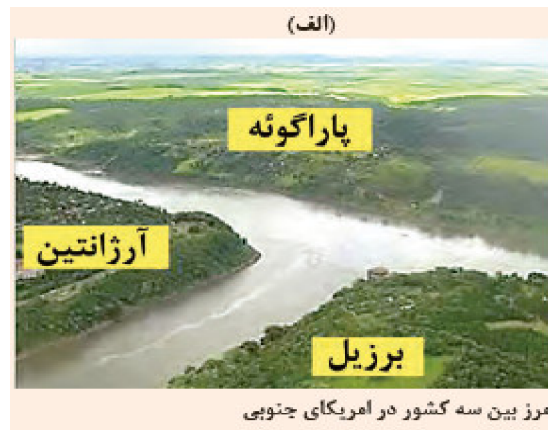 (الف)
پاراگوئه
آرژانتین
برزیل
مرز بین سه کشور در امریکای جنوبی